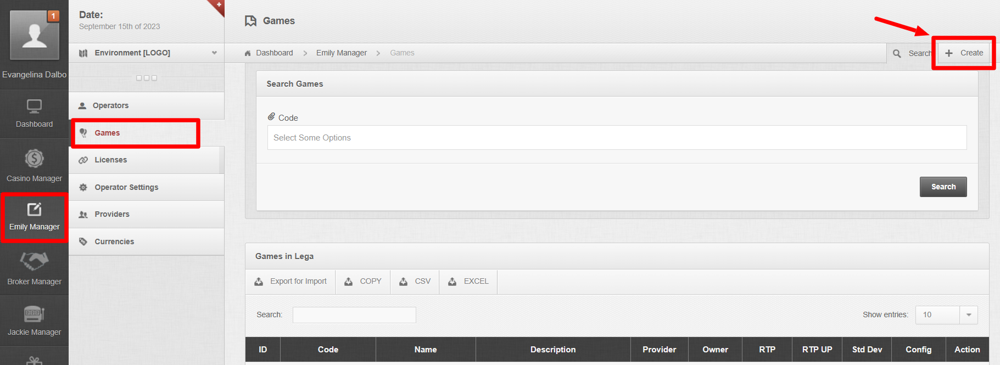 1
Evangelina Dalbo
Dashboard
Casino Manager
Emily Manager
Broker Manager
Jackie Manager
Date:
September 15th of 2023
Environment [LOGO]
Operators
Games
Licenses
Operator Settings
Providers
Currencies
Games
Dashboard > Emily Manager > Games
Search
Create
Search Games
Code
Select Some Options
Search
Games in Lega
Export for Import COPY CSV EXCEL
Search:
Show entries: 10
ID Code Name Description Provider Owner RTP RTP UP Std Dev Config Action